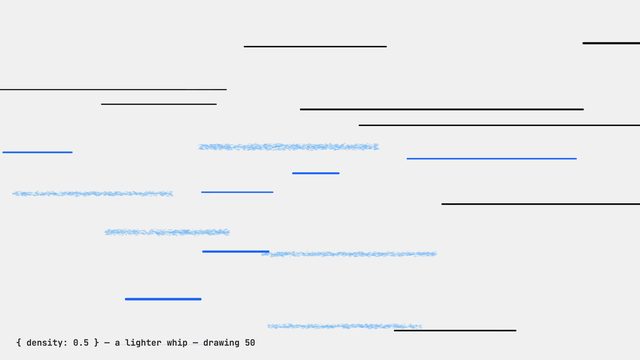 { density: 0.5 } — a lighter whip — drawing 50